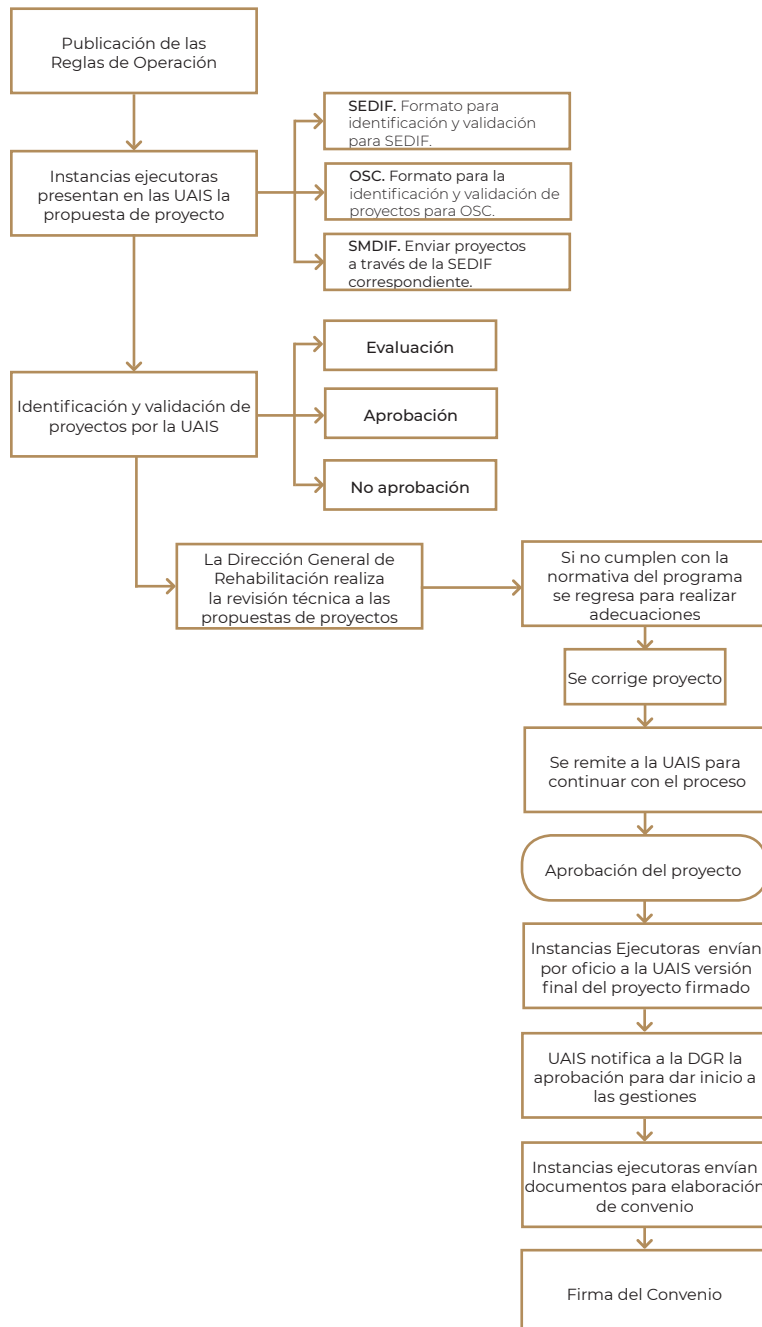 Publicación de las
Reglas de Operación
Instancias ejecutoras
presentan en las UAIS la
propuesta de proyecto
SEDIF. Formato para
identificación y validación
para SEDIF.
OSC. Formato para la
identificación y validación de
proyectos para OSC.
SMDIF. Enviar proyectos
a través de la SEDIF
correspondiente.
Identificación y validación de
proyectos por la UAIS
Evaluación
Aprobación
No aprobación
La Dirección General de
Rehabilitación realiza
la revisión técnica a las
propuestas de proyectos
Si no cumplen con la
normativa del programa
se regresa para realizar
adecuaciones
Se corrige proyecto
Se remite a la UAIS para
continuar con el proceso
Aprobación del proyecto
Instancias Ejecutoras envían
por oficio a la UAIS versión
final del proyecto firmado
UAIS notifica a la DGR la
aprobación para dar inicio a
las gestiones
Instancias ejecutoras envían
documentos para elaboración
de convenio
Firma del Convenio